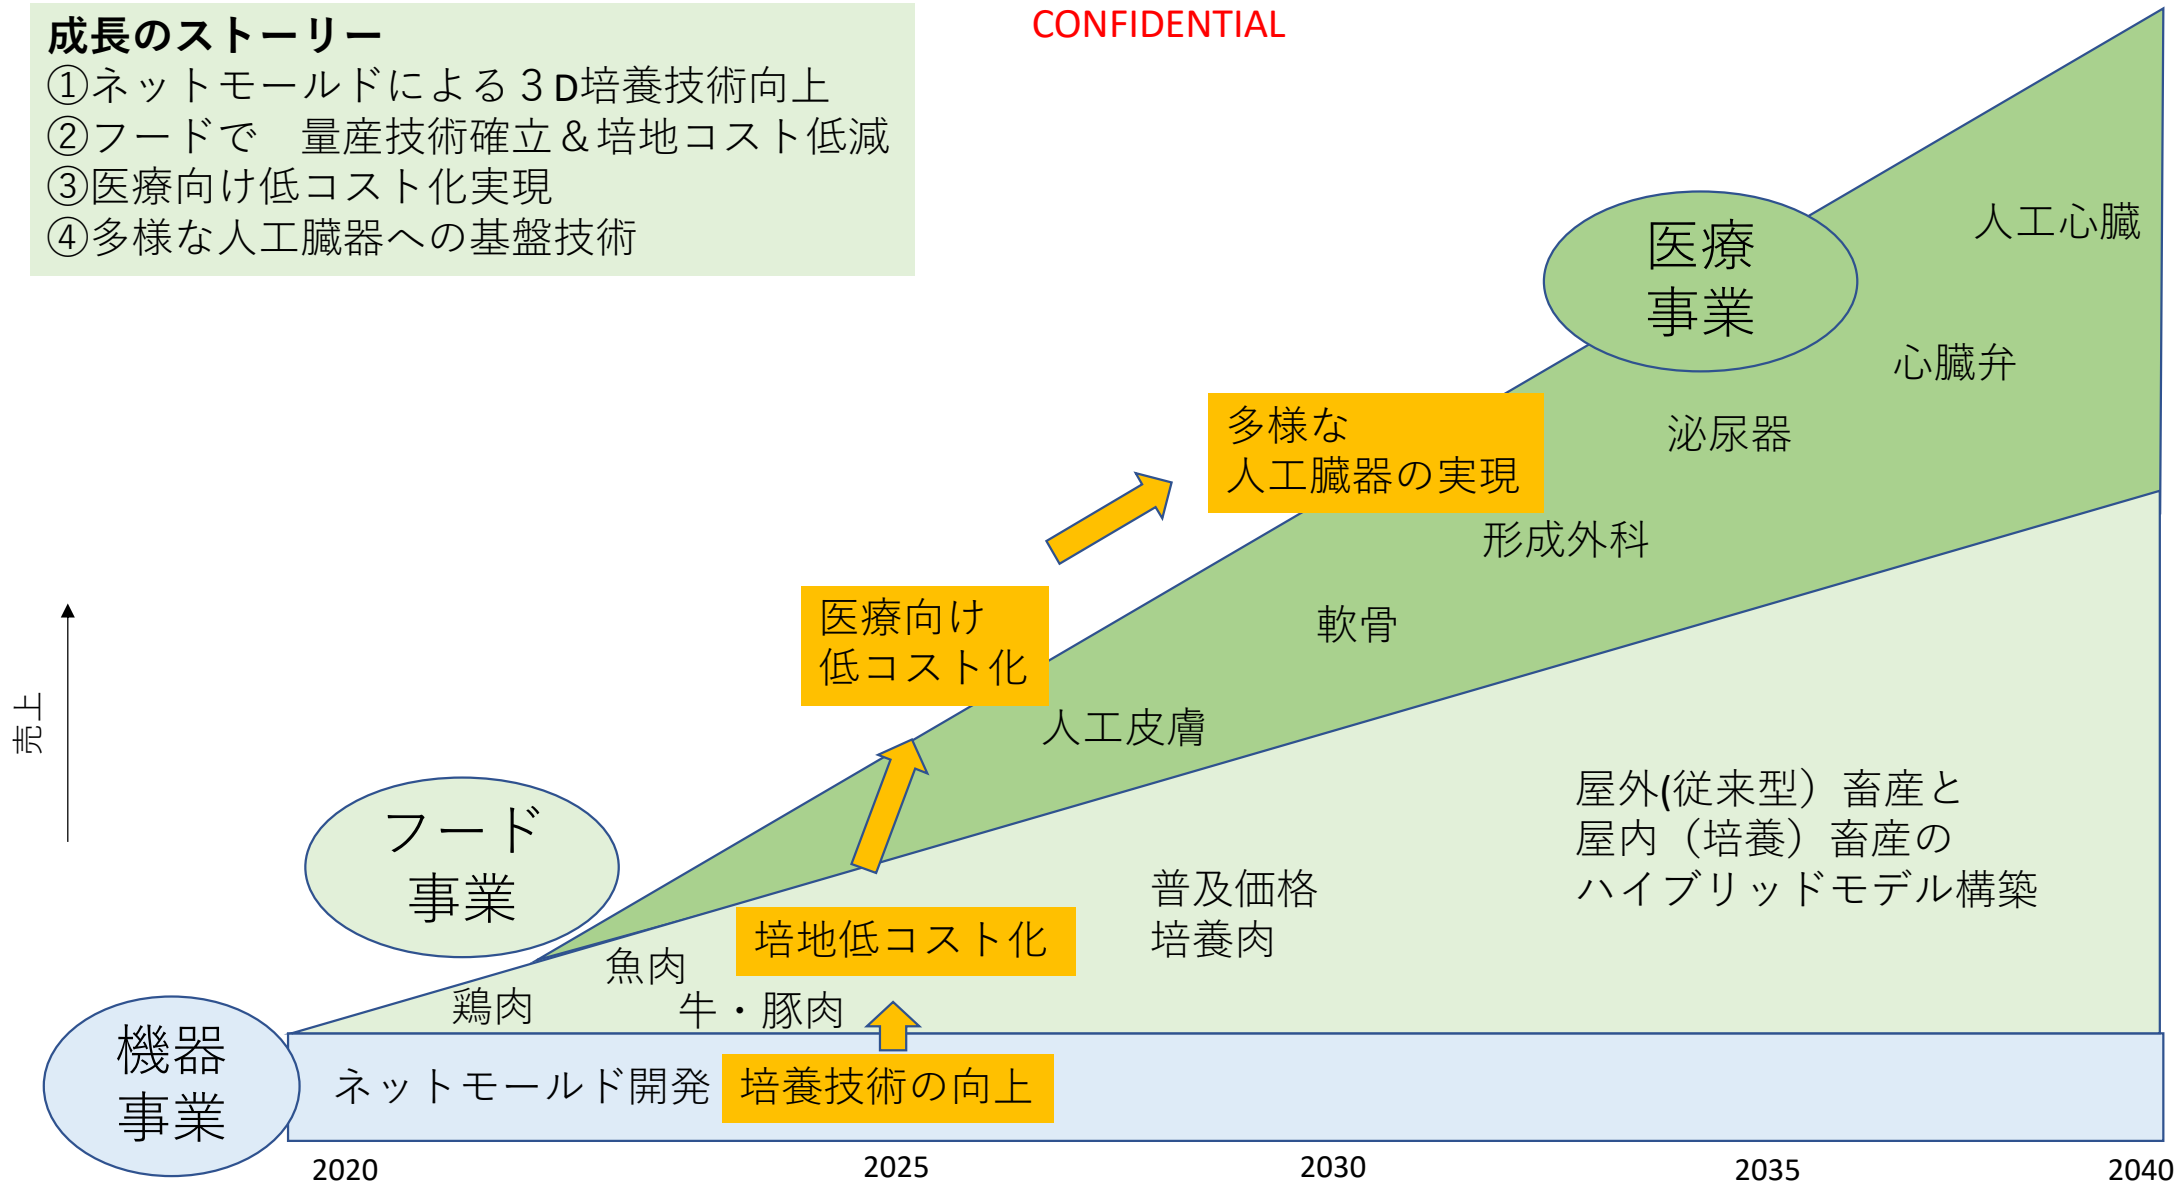 成長のストーリー
①ネットモールドによる３D培養技術向上
②フードで　量産技術確立＆培地コスト低減
③医療向け低コスト化実現
④多様な人工臓器への基盤技術
CONFIDENTIAL
医療
事業
人工心臓
心臓弁
泌尿器
多様な
人工臓器の実現
形成外科
軟骨
医療向け
低コスト化
人工皮膚
売上
フード
事業
屋外(従来型）畜産と
屋内（培養）畜産の
ハイブリッドモデル構築
普及価格
培養肉
培地低コスト化
魚肉
鶏肉
牛・豚肉
機器
事業
ネットモールド開発
培養技術の向上
2020
2025
2030
2035
2040